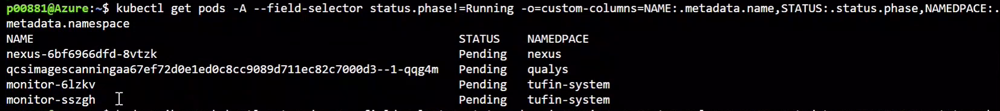 p00881@Azure:~$ kubectl get pods -A --field-selector status.phase!=Running -o=custom-columns=NAME:.metadata.name,STATUS:.status.phase,NAMEDPACE:.
metadata.namespace
NAME STATUS NAMEDPACE
nexus-6bf6966dfd-8vtzk Pending nexus
qcsimagescanningaa67ef72d0e1ed0c8cc9089d711ec82c7000d3--1-qqg4m Pending qualys
monitor-6lzkv Pending tufin-system
monitor-sszgh Pending tufin-system